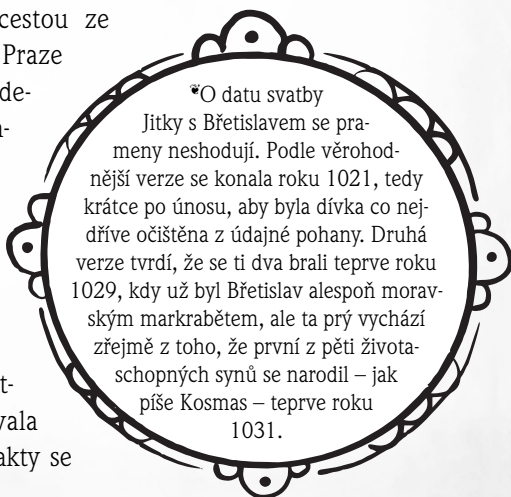 cestou ze
Praze
de-
❦O datu svatby
Jitky s Břetislavem se pra-
meny neshodují. Podle věrohod-
nější verze se konala roku 1021, tedy
krátce po únosu, aby byla dívka co nej-
dříve očištěna z údajné pohany. Druhá
verze tvrdí, že se ti dva brali teprve roku
1029, kdy už byl Břetislav alespoň morav-
ským markrabětem, ale ta prý vychází
zřejmě z toho, že první z pěti života-
schopných synů se narodil – jak
píše Kosmas – teprve roku
1031.
t-
vala
akty se